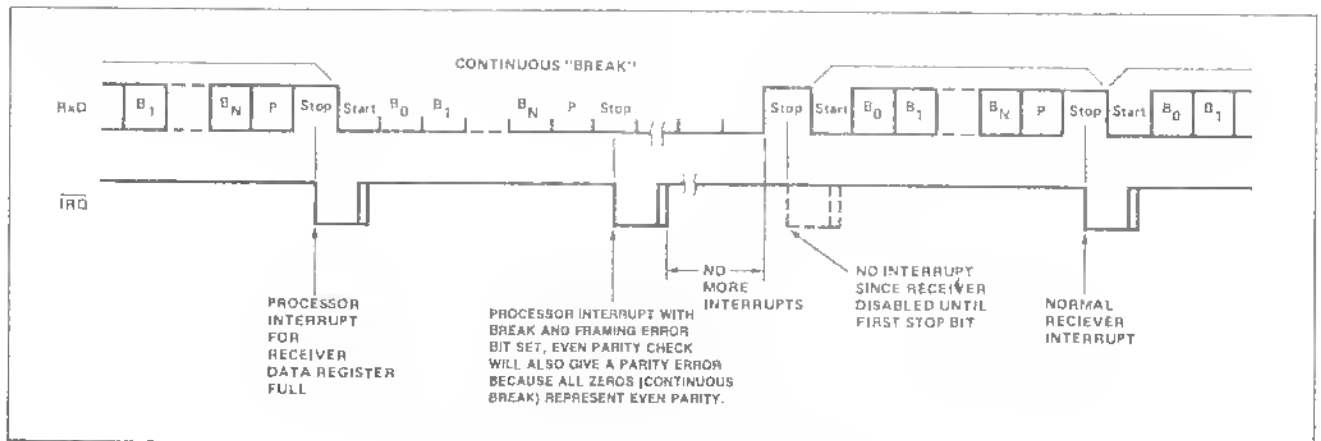 CONTINUOUS "BREAK"
RxD B1 BN P Stop Start B0 B1 BN P Stop Stop Start B0 B1 BN P Stop Start B0 B1
IRQ
PROCESSOR
INTERRUPT
FOR
RECEIVER
DATA REGISTER
FULL
PROCESSOR INTERRUPT WITH
BREAK AND FRAMING ERROR
BIT SET, EVEN PARITY CHECK
WILL ALSO GIVE A PARITY ERROR
BECAUSE ALL ZEROS (CONTINUOUS
BREAK) REPRESENT EVEN PARITY.
NO
MORE
INTERRUPTS
NO INTERRUPT
SINCE RECEIVER
DISABLED UNTIL
FIRST STOP BIT
NORMAL
RECIEVER
INTERRUPT